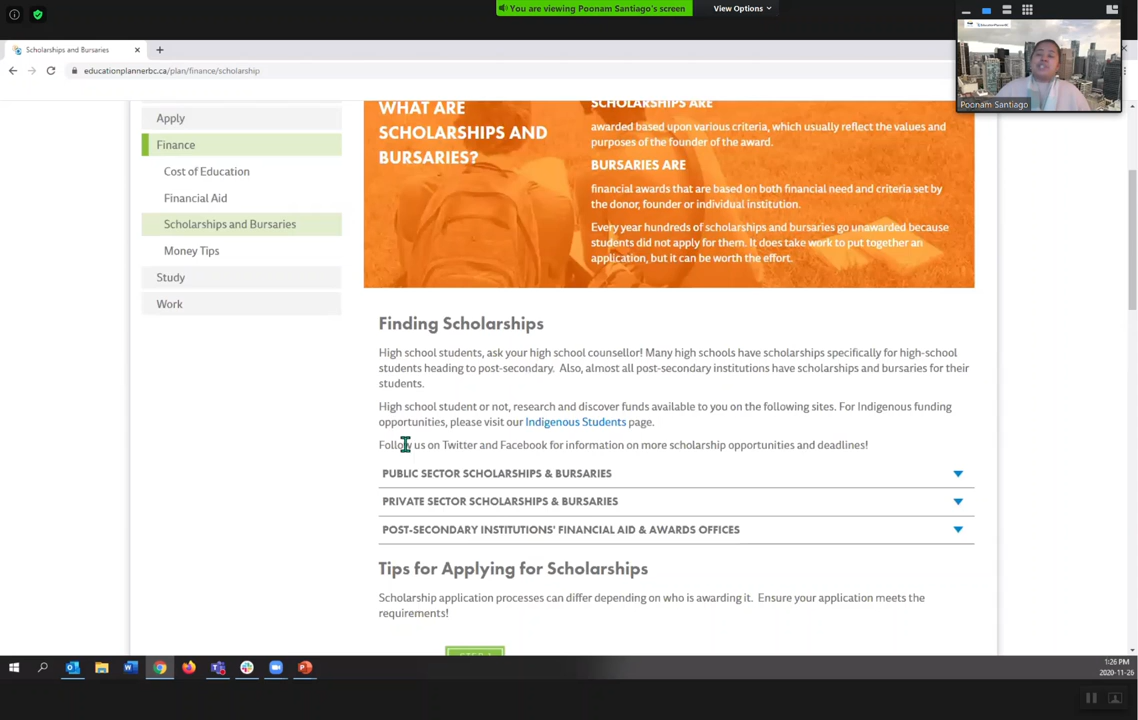 You are viewing Poonam Santiago's screen
View Options
Scholarships and Bursaries
educationplannerbc.ca/plan/finance/scholarship
Poonam Santiago
Apply
Finance
Cost of Education
Financial Aid
Scholarships and Bursaries
Money Tips
Study
Work
WHAT ARE
SCHOLARSHIPS AND
BURSARIES?
SCHOLARSHIPS ARE
awarded based upon various criteria, which usually reflect the values and
purposes of the founder of the award.
BURSARIES ARE
financial awards that are based on both financial need and criteria set by
the donor, founder or individual institution.
Every year hundreds of scholarships and bursaries go unawarded because
students did not apply for them. It does take work to put together an
application, but it can be worth the effort.
Finding Scholarships
High school students, ask your high school counsellor! Many high schools have scholarships specifically for high-school
students heading to post-secondary. Also, almost all post-secondary institutions have scholarships and bursaries for their
students.
High school student or not, research and discover funds available to you on the following sites. For Indigenous funding
opportunities, please visit our Indigenous Students page.
Follow us on Twitter and Facebook for information on more scholarship opportunities and deadlines!
PUBLIC SECTOR SCHOLARSHIPS & BURSARIES
PRIVATE SECTOR SCHOLARSHIPS & BURSARIES
POST-SECONDARY INSTITUTIONS' FINANCIAL AID & AWARDS OFFICES
Tips for Applying for Scholarships
Scholarship application processes can differ depending on who is awarding it. Ensure your application meets the
requirements!
1:26 PM
2020-11-26